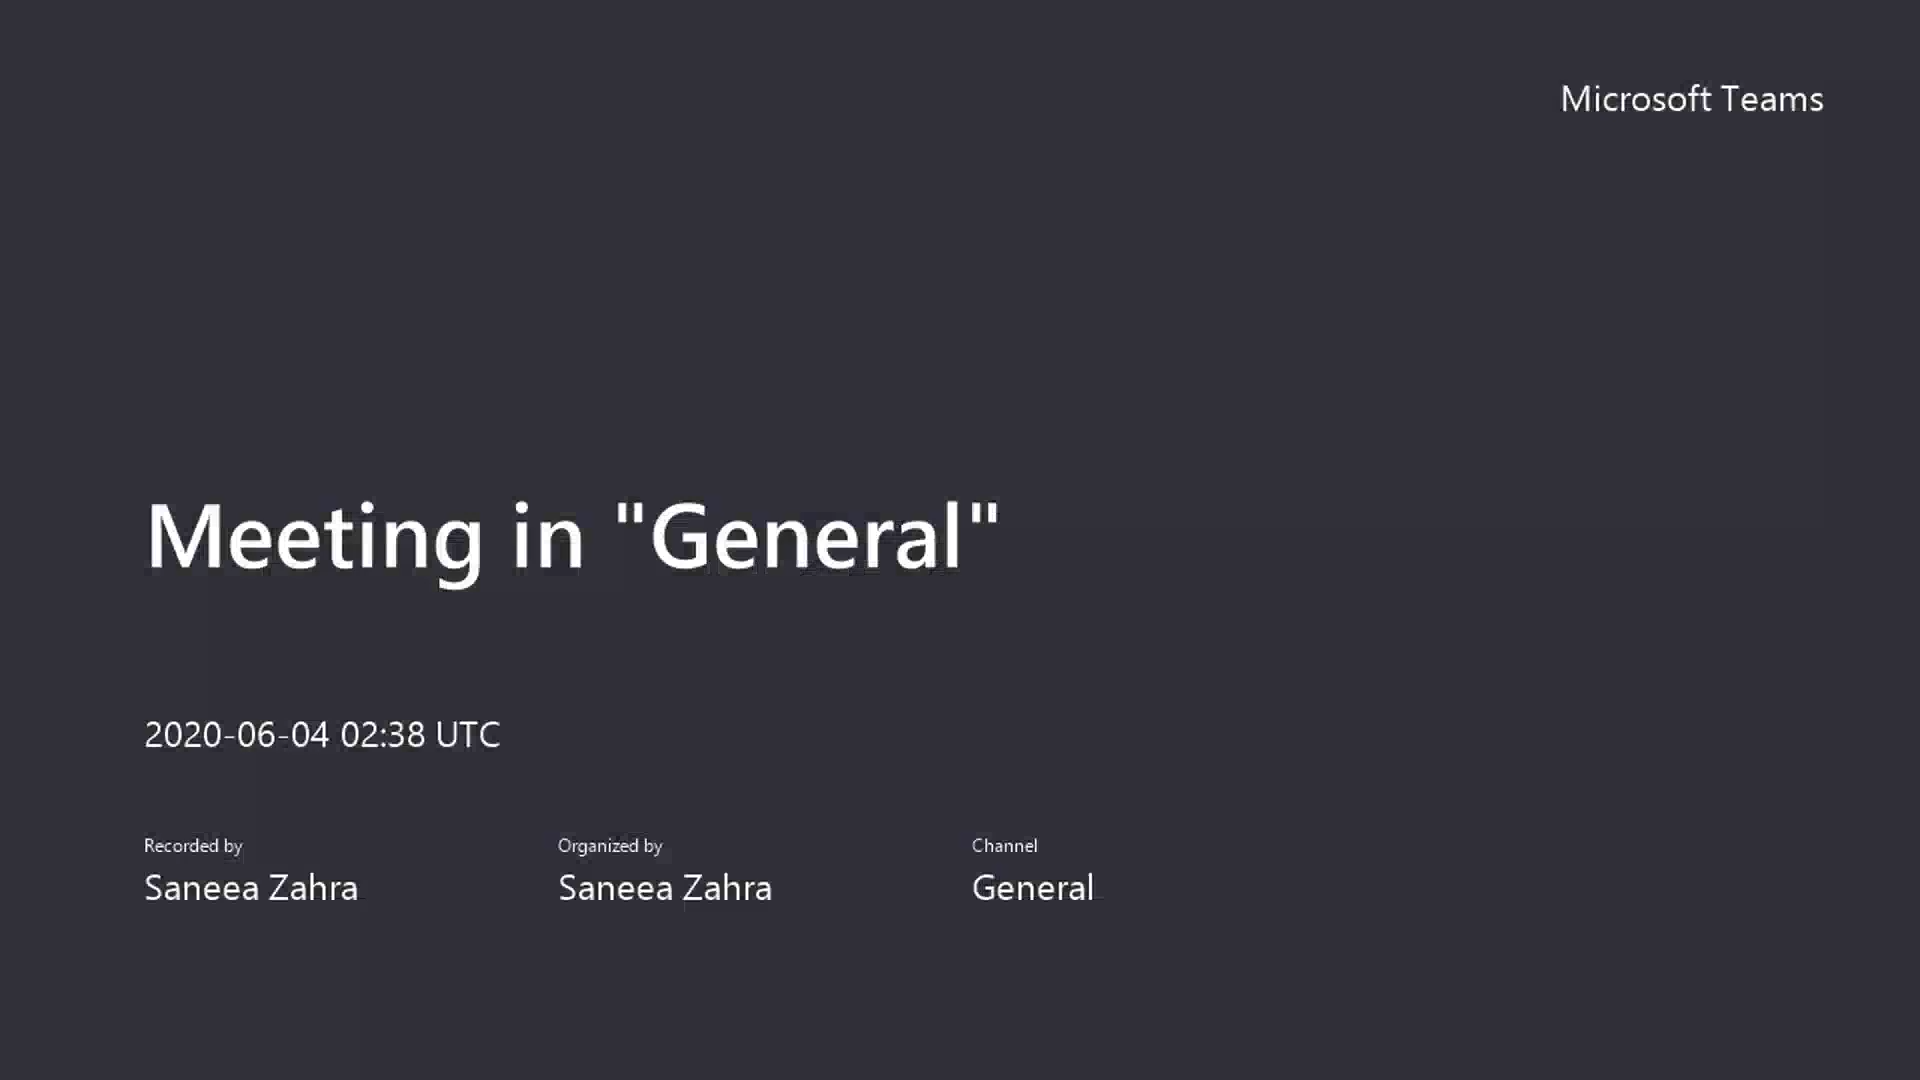 Microsoft Teams
Meeting in "General"
2020-06-04 02:38 UTC
Recorded by
Saneea Zahra
Organized by
Saneea Zahra
Channel
General